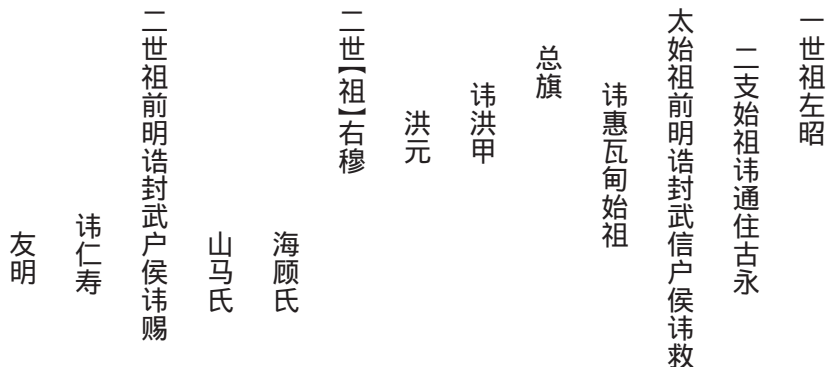 一世祖左昭
二支始祖讳通住古永
太始祖前明诰封武信户侯讳救
讳惠瓦甸始祖
总旗
讳洪甲
洪元
二世【祖】右穆
海顾氏
山马氏
二世祖前明诰封武户侯讳赐
讳仁寿
友明